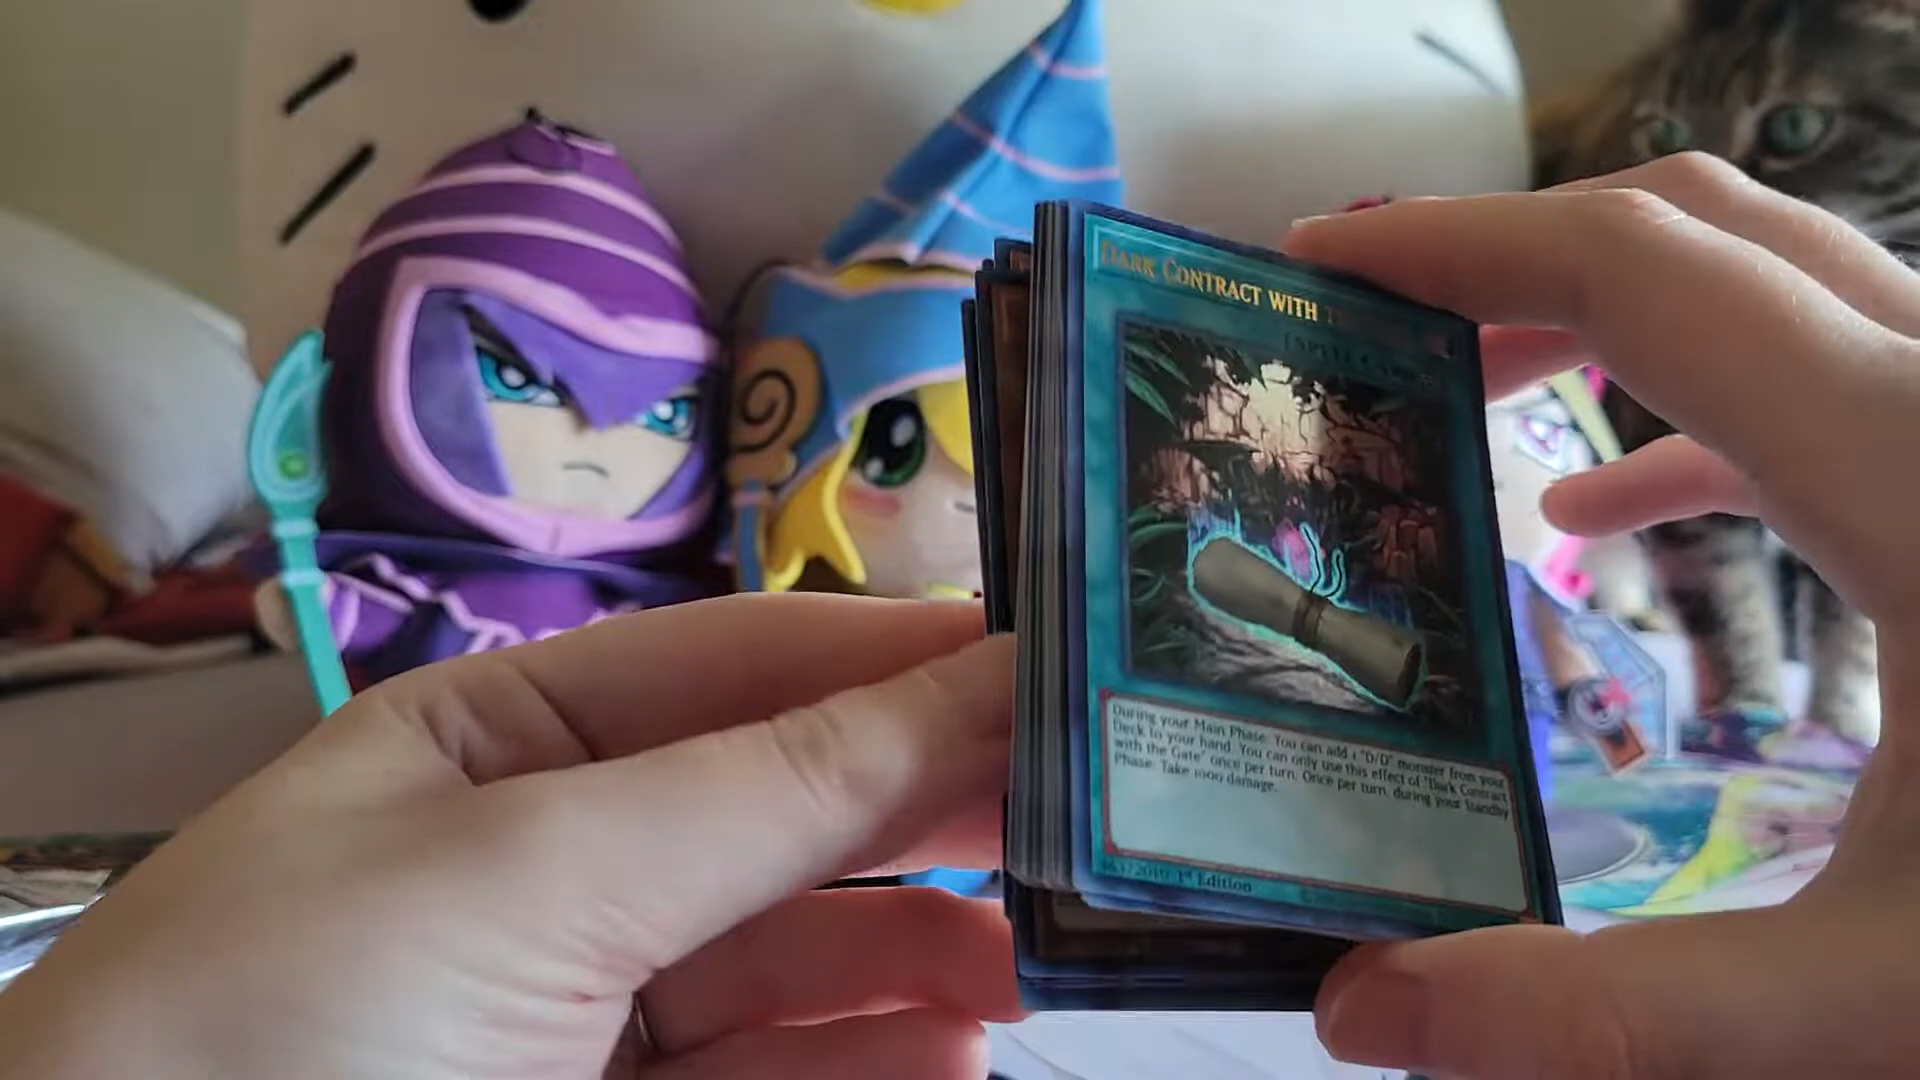 DARK CONTRACT WITH
[SPELL CARD
During your Main Phase: You can add 1 "D/D" monster from your
Deck to your hand. You can only use this effect of "Dark Contract
with the Gate" once per turn. Once per turn, during your Standby
Phase: Take 1000 damage.
1st Edition